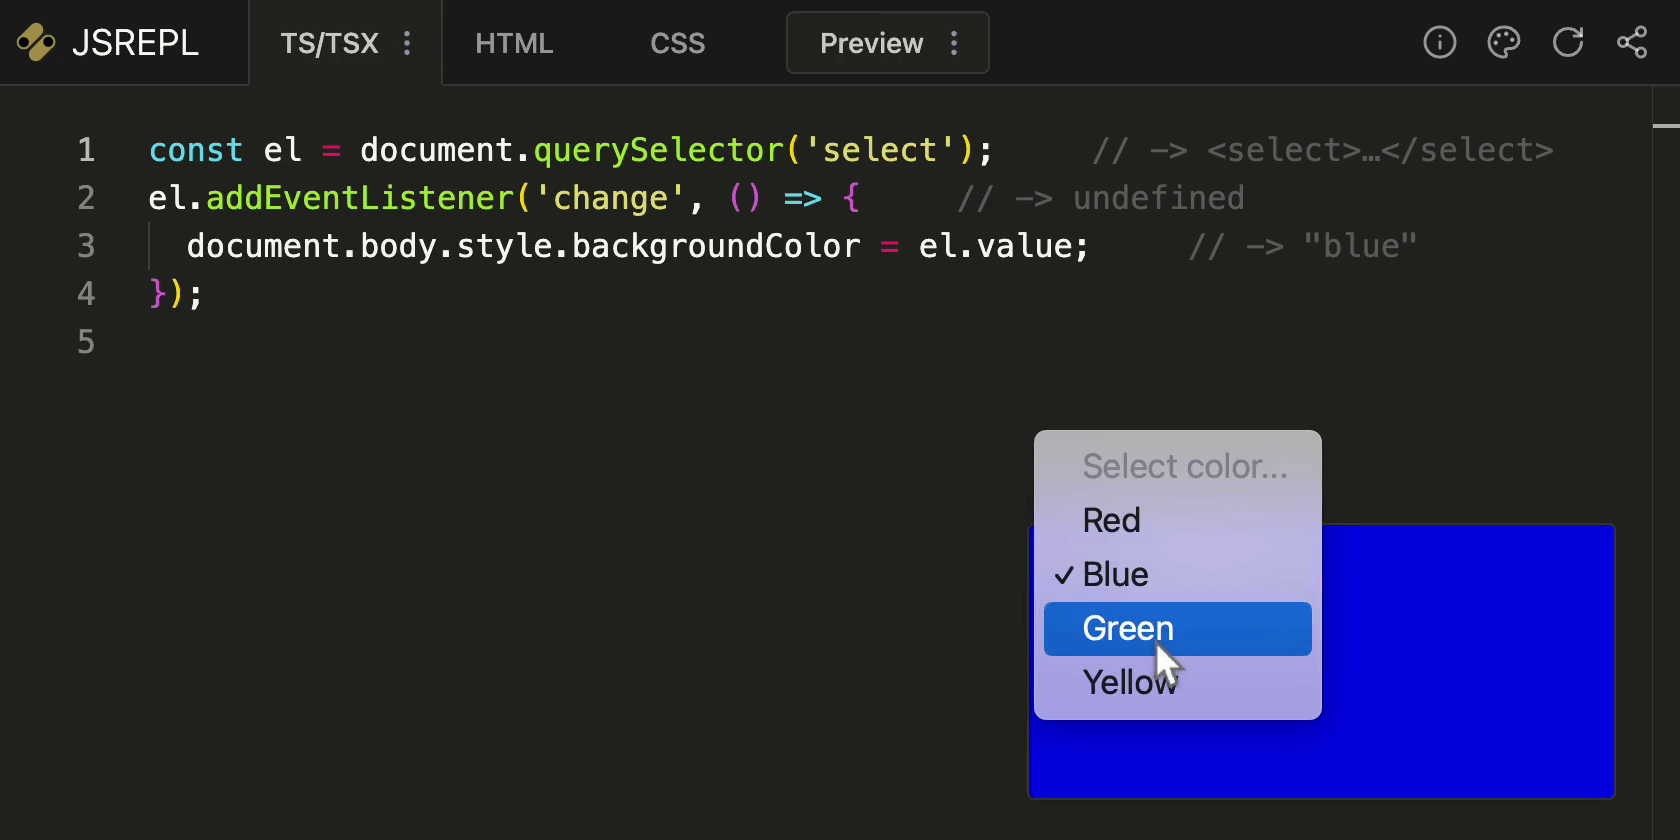 JSREPL TS/TSX HTML CSS Preview
1 const el = document.querySelector('select'); // -> <select>…</select>
2 el.addEventListener('change', () => { // -> undefined
3 document.body.style.backgroundColor = el.value; // -> "blue"
4 });
5
Select color...
Red
✓ Blue
Green
Yellow